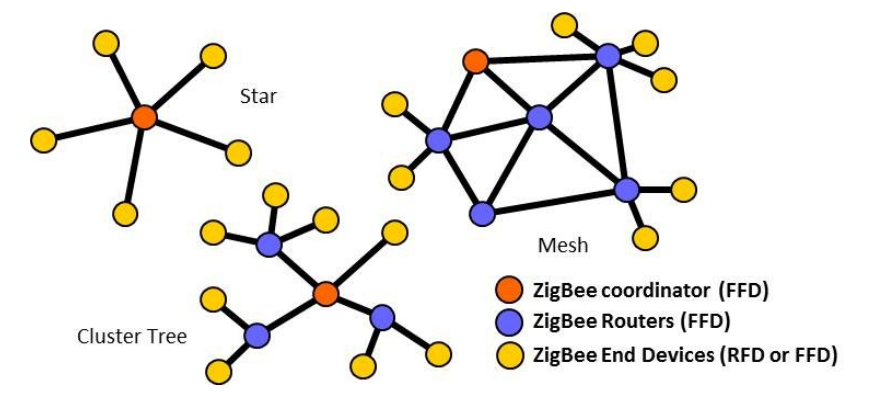 Star
Mesh
Cluster Tree
ZigBee coordinator (FFD)
ZigBee Routers (FFD)
ZigBee End Devices (RFD or FFD)